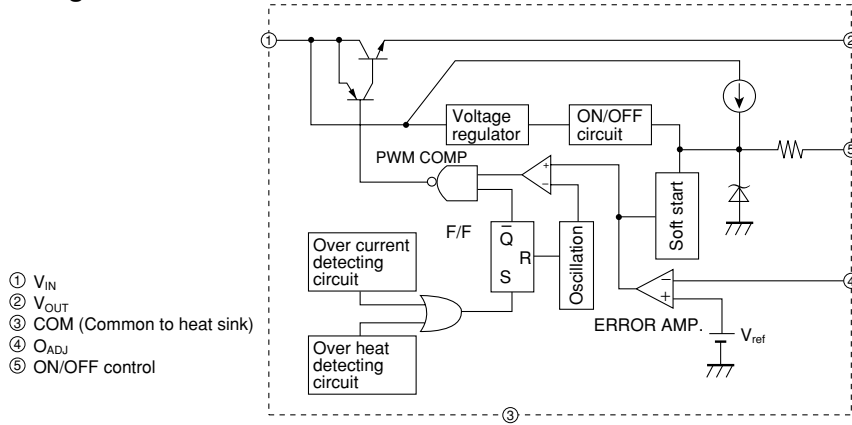 ①
②
Voltage
regulator
ON/OFF
circuit
⑤
PWM COMP
+
−
Soft start
F/F
Q̅
R
S
Oscillation
Over current
detecting
circuit
④
−
+
ERROR AMP.
Vref
Over heat
detecting
circuit
③
① VIN
② VOUT
③ COM (Common to heat sink)
④ OADJ
⑤ ON/OFF control